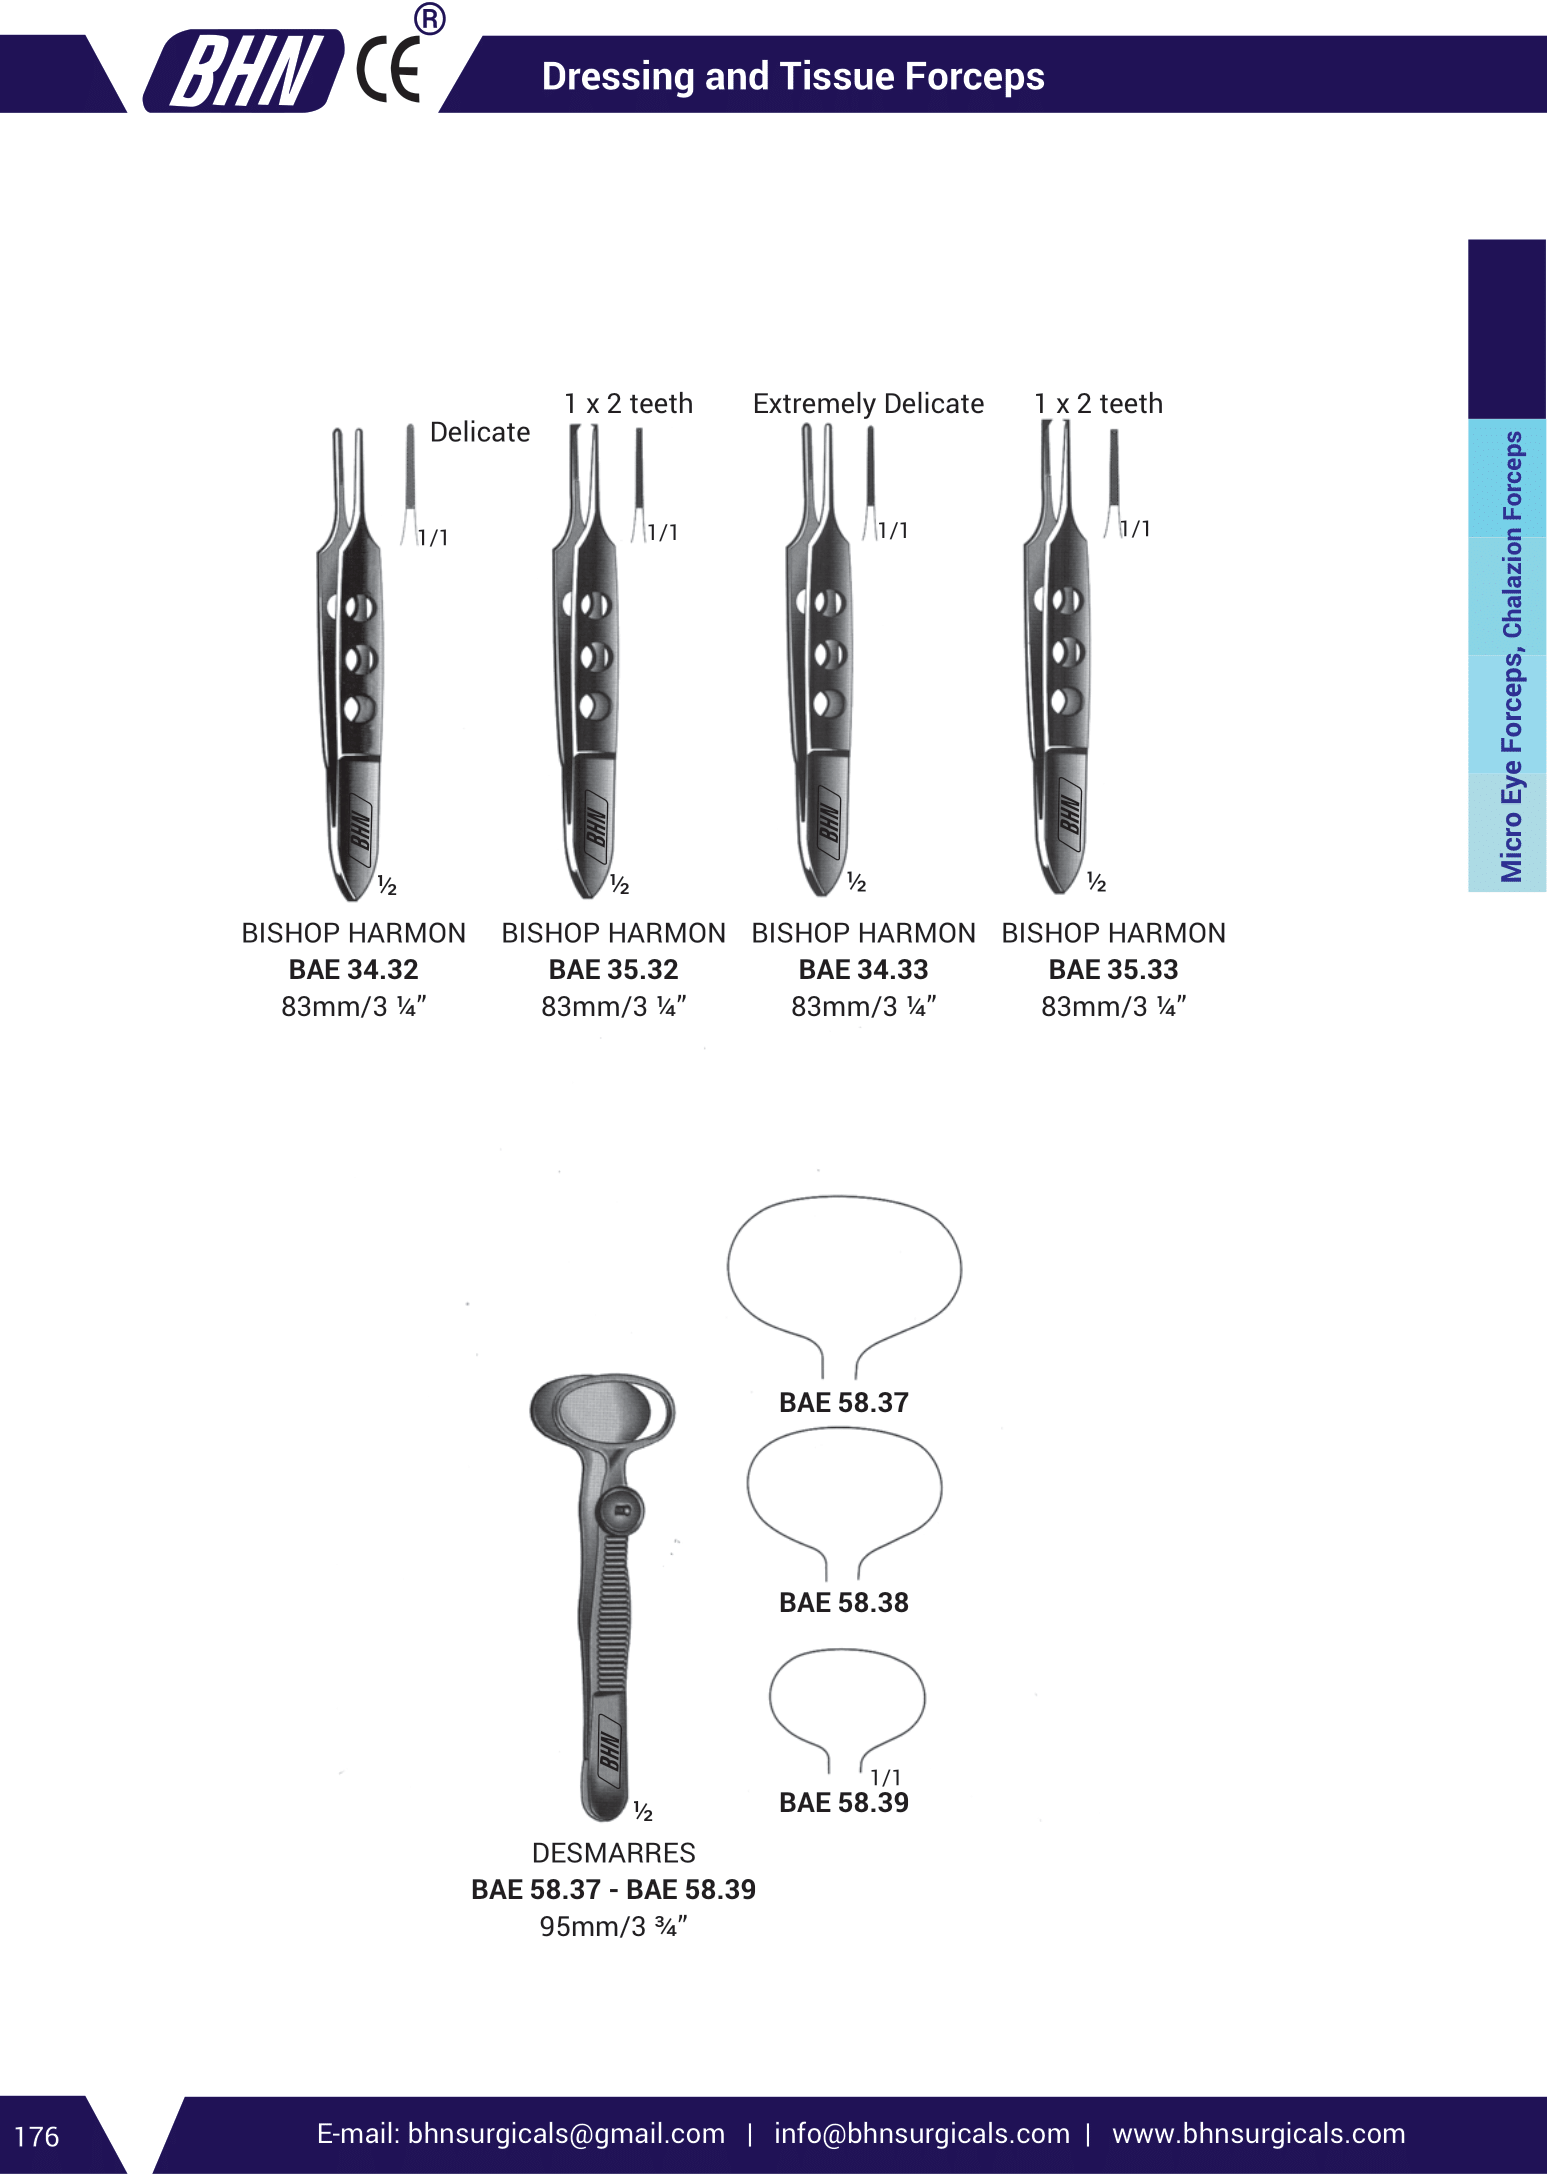 BHN CE ®
Dressing and Tissue Forceps
Micro Eye Forceps, Chalazion Forceps
Delicate
1/1
BHN
½
BISHOP HARMON
BAE 34.32
83mm/3 ¼”
1 x 2 teeth
1/1
BHN
½
BISHOP HARMON
BAE 35.32
83mm/3 ¼”
Extremely Delicate
1/1
BHN
½
BISHOP HARMON
BAE 34.33
83mm/3 ¼”
1 x 2 teeth
1/1
BHN
½
BISHOP HARMON
BAE 35.33
83mm/3 ¼”
BHN
½
DESMARRES
BAE 58.37 - BAE 58.39
95mm/3 ¾”
BAE 58.37
BAE 58.38
1/1
BAE 58.39
176
E-mail: bhnsurgicals@gmail.com | info@bhnsurgicals.com | www.bhnsurgicals.com